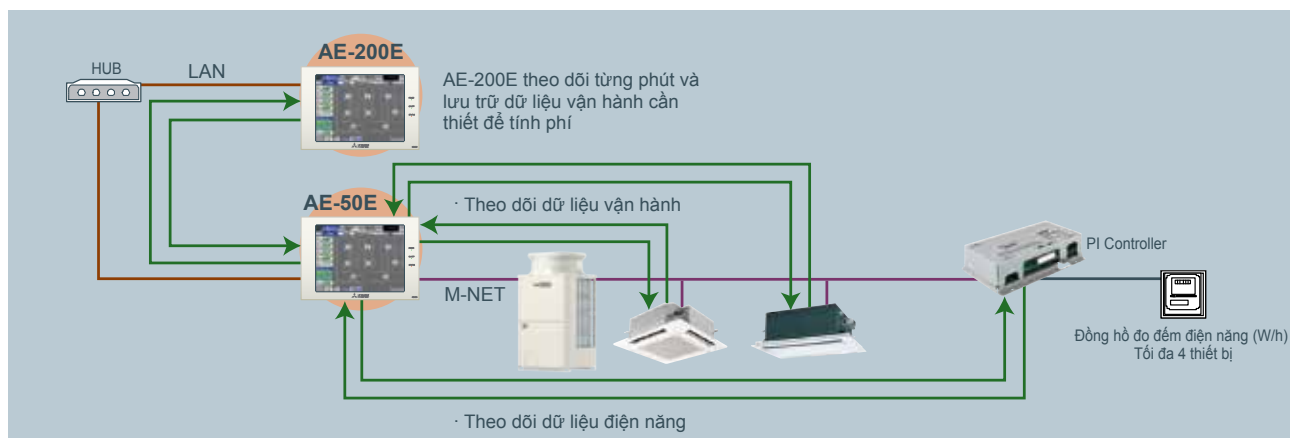 HUB
LAN
AE-200E
AE-200E theo dõi từng phút và
lưu trữ dữ liệu vận hành cần
thiết để tính phí
AE-50E
· Theo dõi dữ liệu vận hành
M-NET
PI Controller
Đồng hồ đo đếm điện năng (W/h)
Tối đa 4 thiết bị
· Theo dõi dữ liệu điện năng